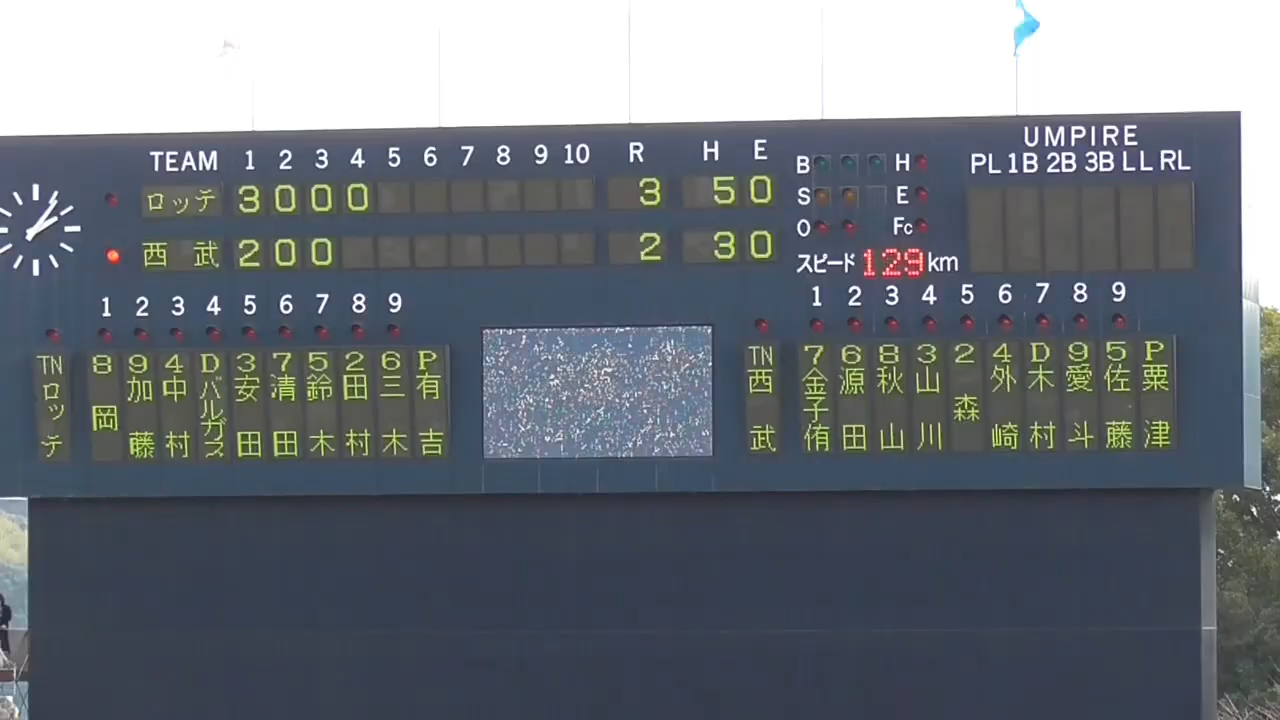 UMPIRE
TEAM 1 2 3 4 5 6 7 8 9 10 R H E
B H PL 1B 2B 3B LL RL
ロッテ 3 0 0 0 3 5 0
S E
O Fc
西武 2 0 0 2 3 0
スピード 129 km
1 2 3 4 5 6 7 8 9
1 2 3 4 5 6 7 8 9
TN 8 9 4 D 3 7 5 2 6 P
ロッテ 岡 加藤 中村 バルガス 安田 清田 鈴木 田村 三木 有吉
TN 7 6 8 3 2 4 D 9 5 P
西武 金子侑 源田 秋山 山川 森 外崎 木村 愛斗 佐藤 粟津